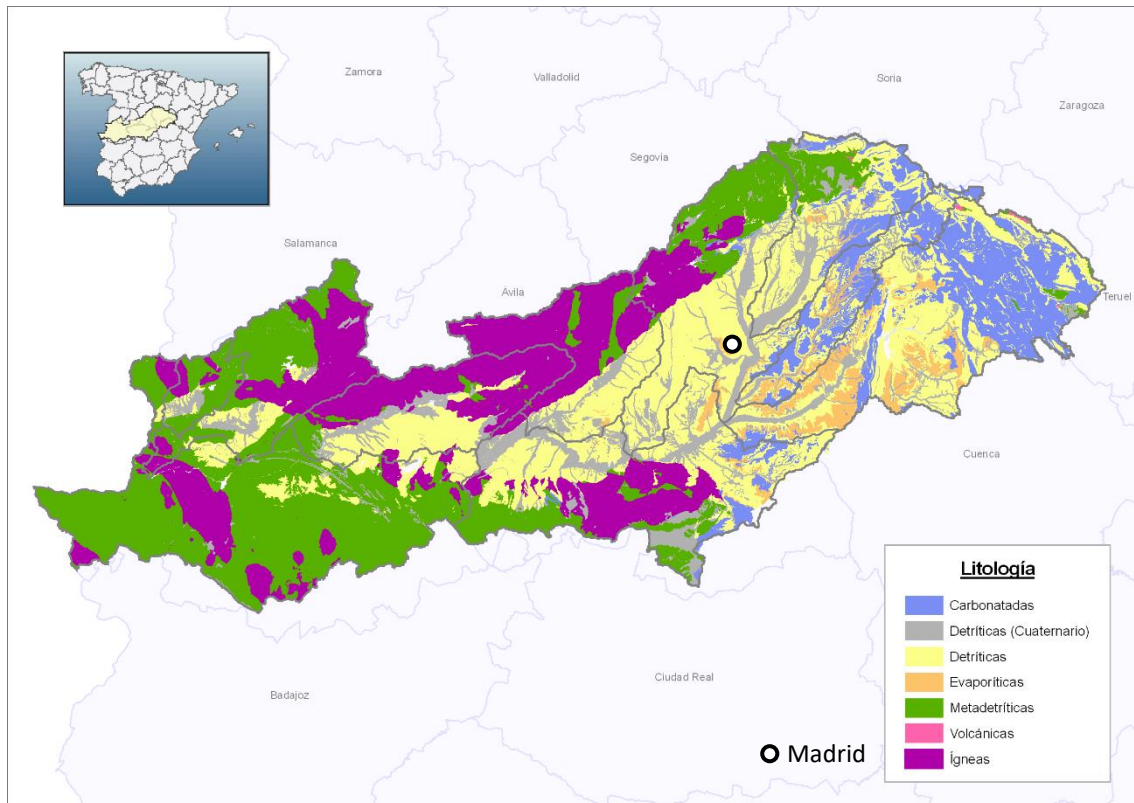 Zamora
Valladolid
Soria
Zaragoza
Segovia
Salamanca
Ávila
Teruel
Cuenca
Badajoz
Ciudad Real
Litología
Carbonatadas
Detríticas (Cuaternario)
Detríticas
Evaporíticas
Metadetríticas
Volcánicas
Ígneas
Madrid